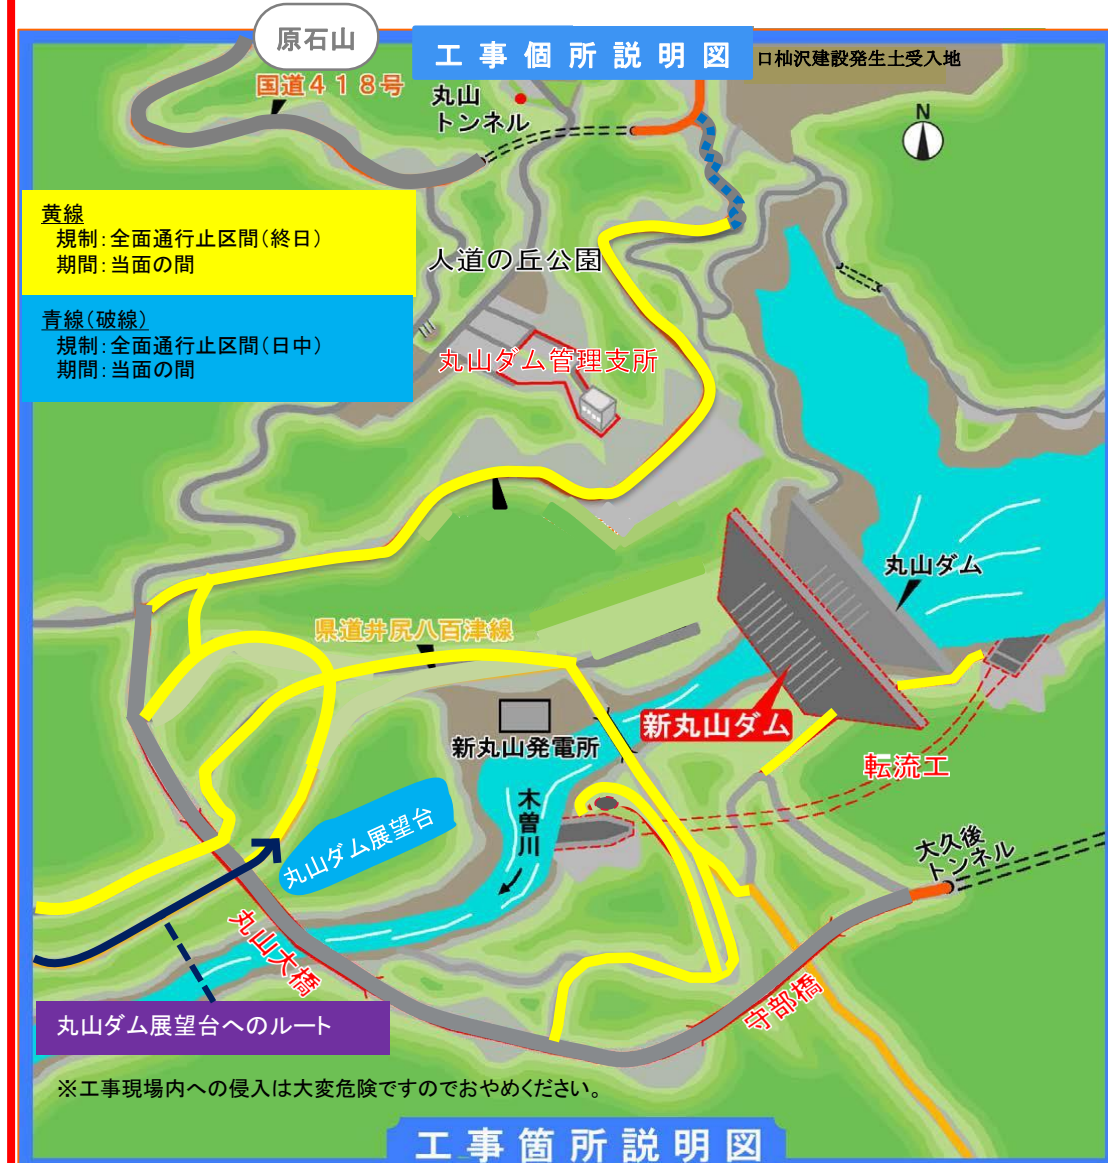 原石山
工事個所説明図
口杣沢建設発生土受入地
国道418号
丸山
トンネル
N
黄線
規制:全面通行止区間(終日)
期間:当面の間
人道の丘公園
青線(破線)
規制:全面通行止区間(日中)
期間:当面の間
丸山ダム管理支所
丸山ダム
県道井尻八百津線
新丸山ダム
新丸山発電所
転流工
木曽川
丸山ダム展望台
大久後
トンネル
丸山大橋
守部橋
丸山ダム展望台へのルート
※工事現場内への侵入は大変危険ですのでおやめください。
工事箇所説明図